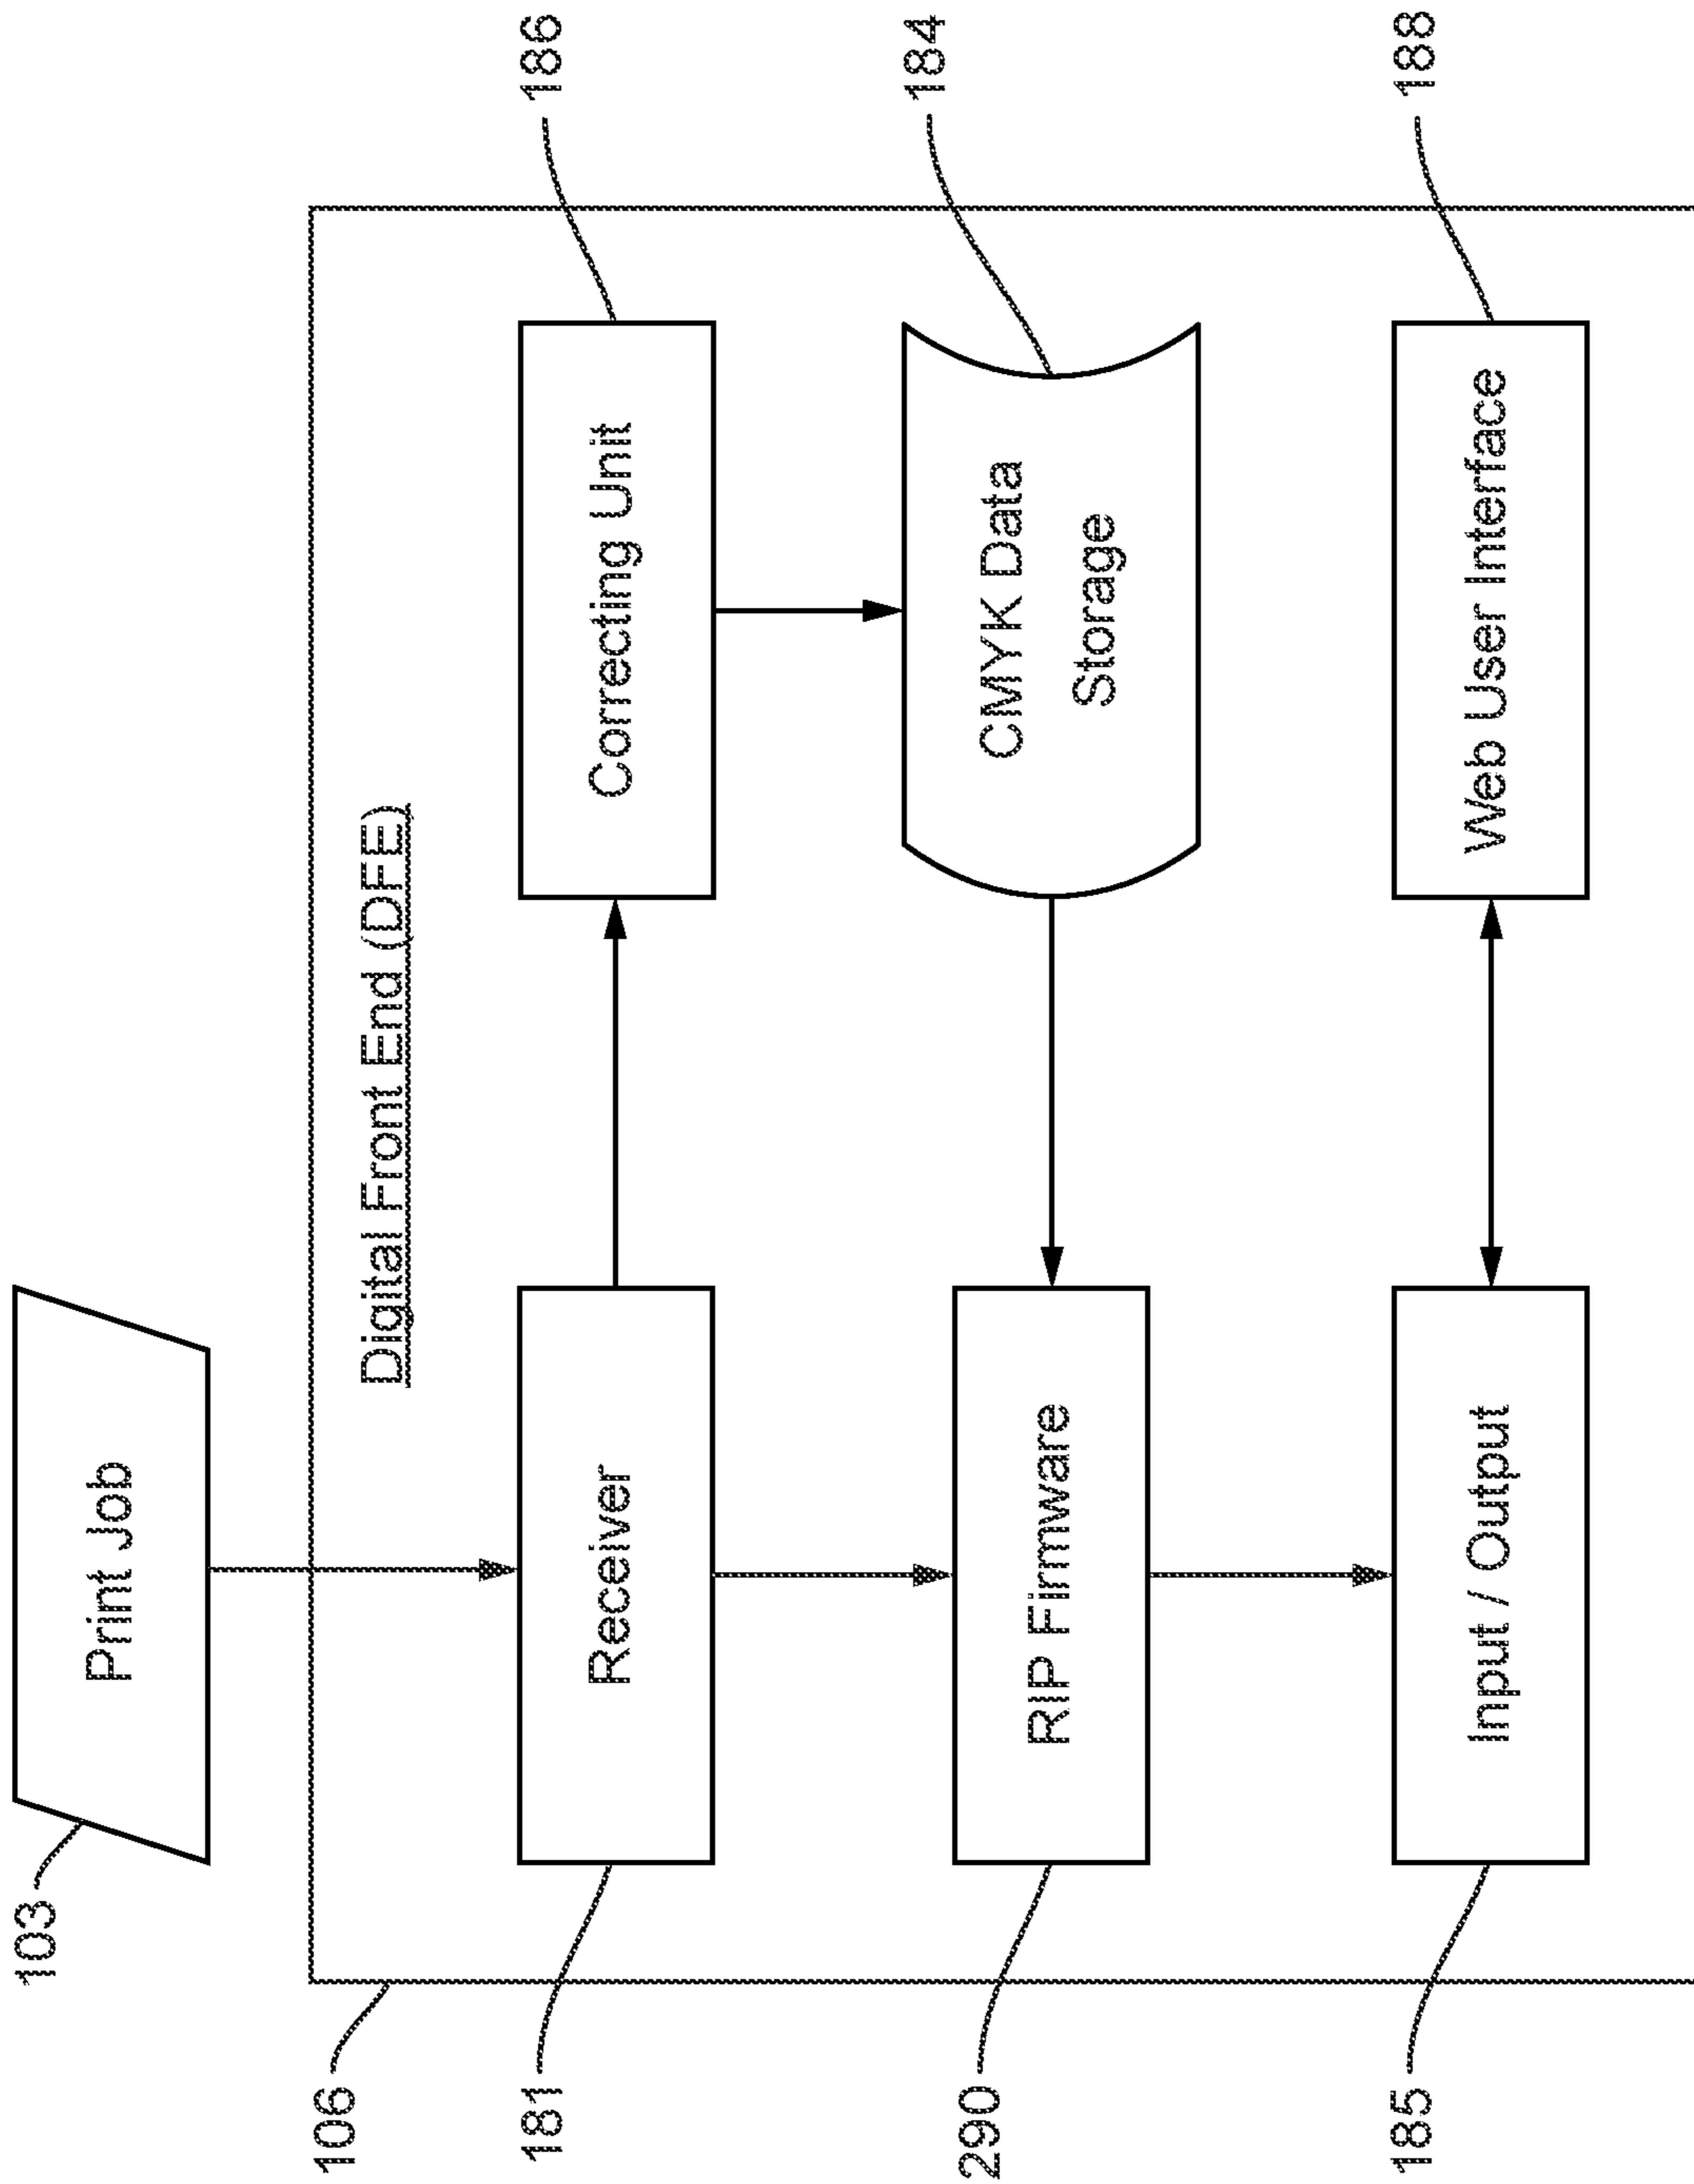 103
Print Job
106
Digital Front End (DFE)
181
Receiver
Correcting Unit
186
290
RIP Firmware
CMYK Data
Storage
184
185
Input / Output
Web User Interface
188